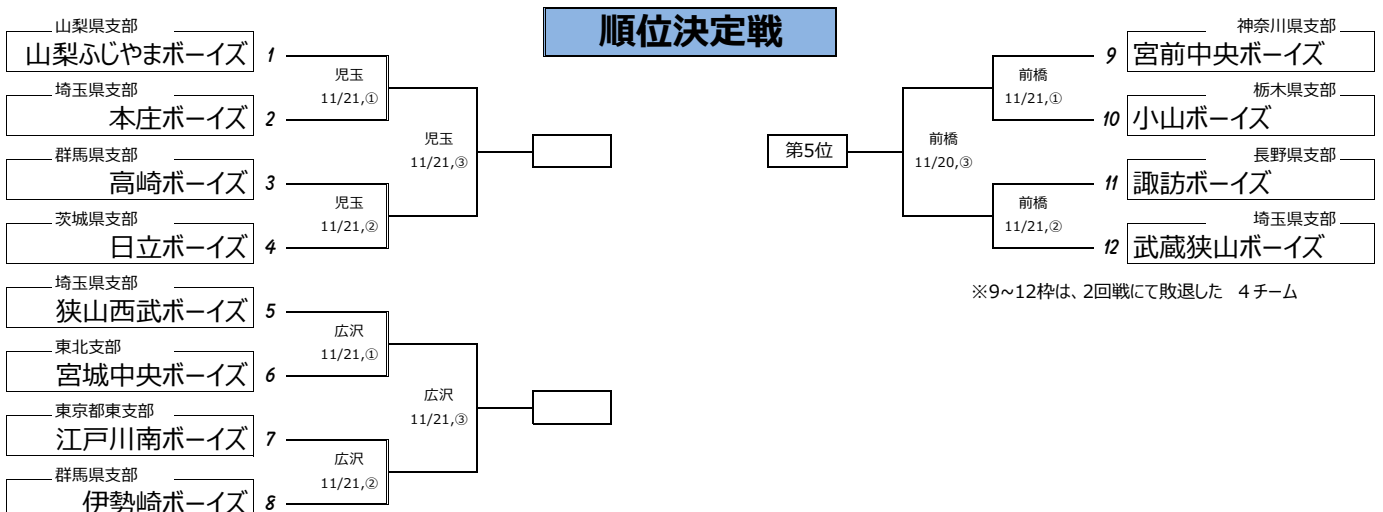 順位決定戦
山梨県支部
山梨ふじやまボーイズ 1
児玉
11/21,①
埼玉県支部
本庄ボーイズ 2
児玉
11/21,③
群馬県支部
高崎ボーイズ 3
児玉
11/21,②
茨城県支部
日立ボーイズ 4
埼玉県支部
狭山西武ボーイズ 5
広沢
11/21,①
東北支部
宮城中央ボーイズ 6
広沢
11/21,③
東京都東支部
江戸川南ボーイズ 7
広沢
11/21,②
群馬県支部
伊勢崎ボーイズ 8
神奈川県支部
9 宮前中央ボーイズ
前橋
11/21,①
栃木県支部
10 小山ボーイズ
第5位
前橋
11/20,③
長野県支部
11 諏訪ボーイズ
前橋
11/21,②
埼玉県支部
12 武蔵狭山ボーイズ
※9~12枠は、2回戦にて敗退した 4チーム